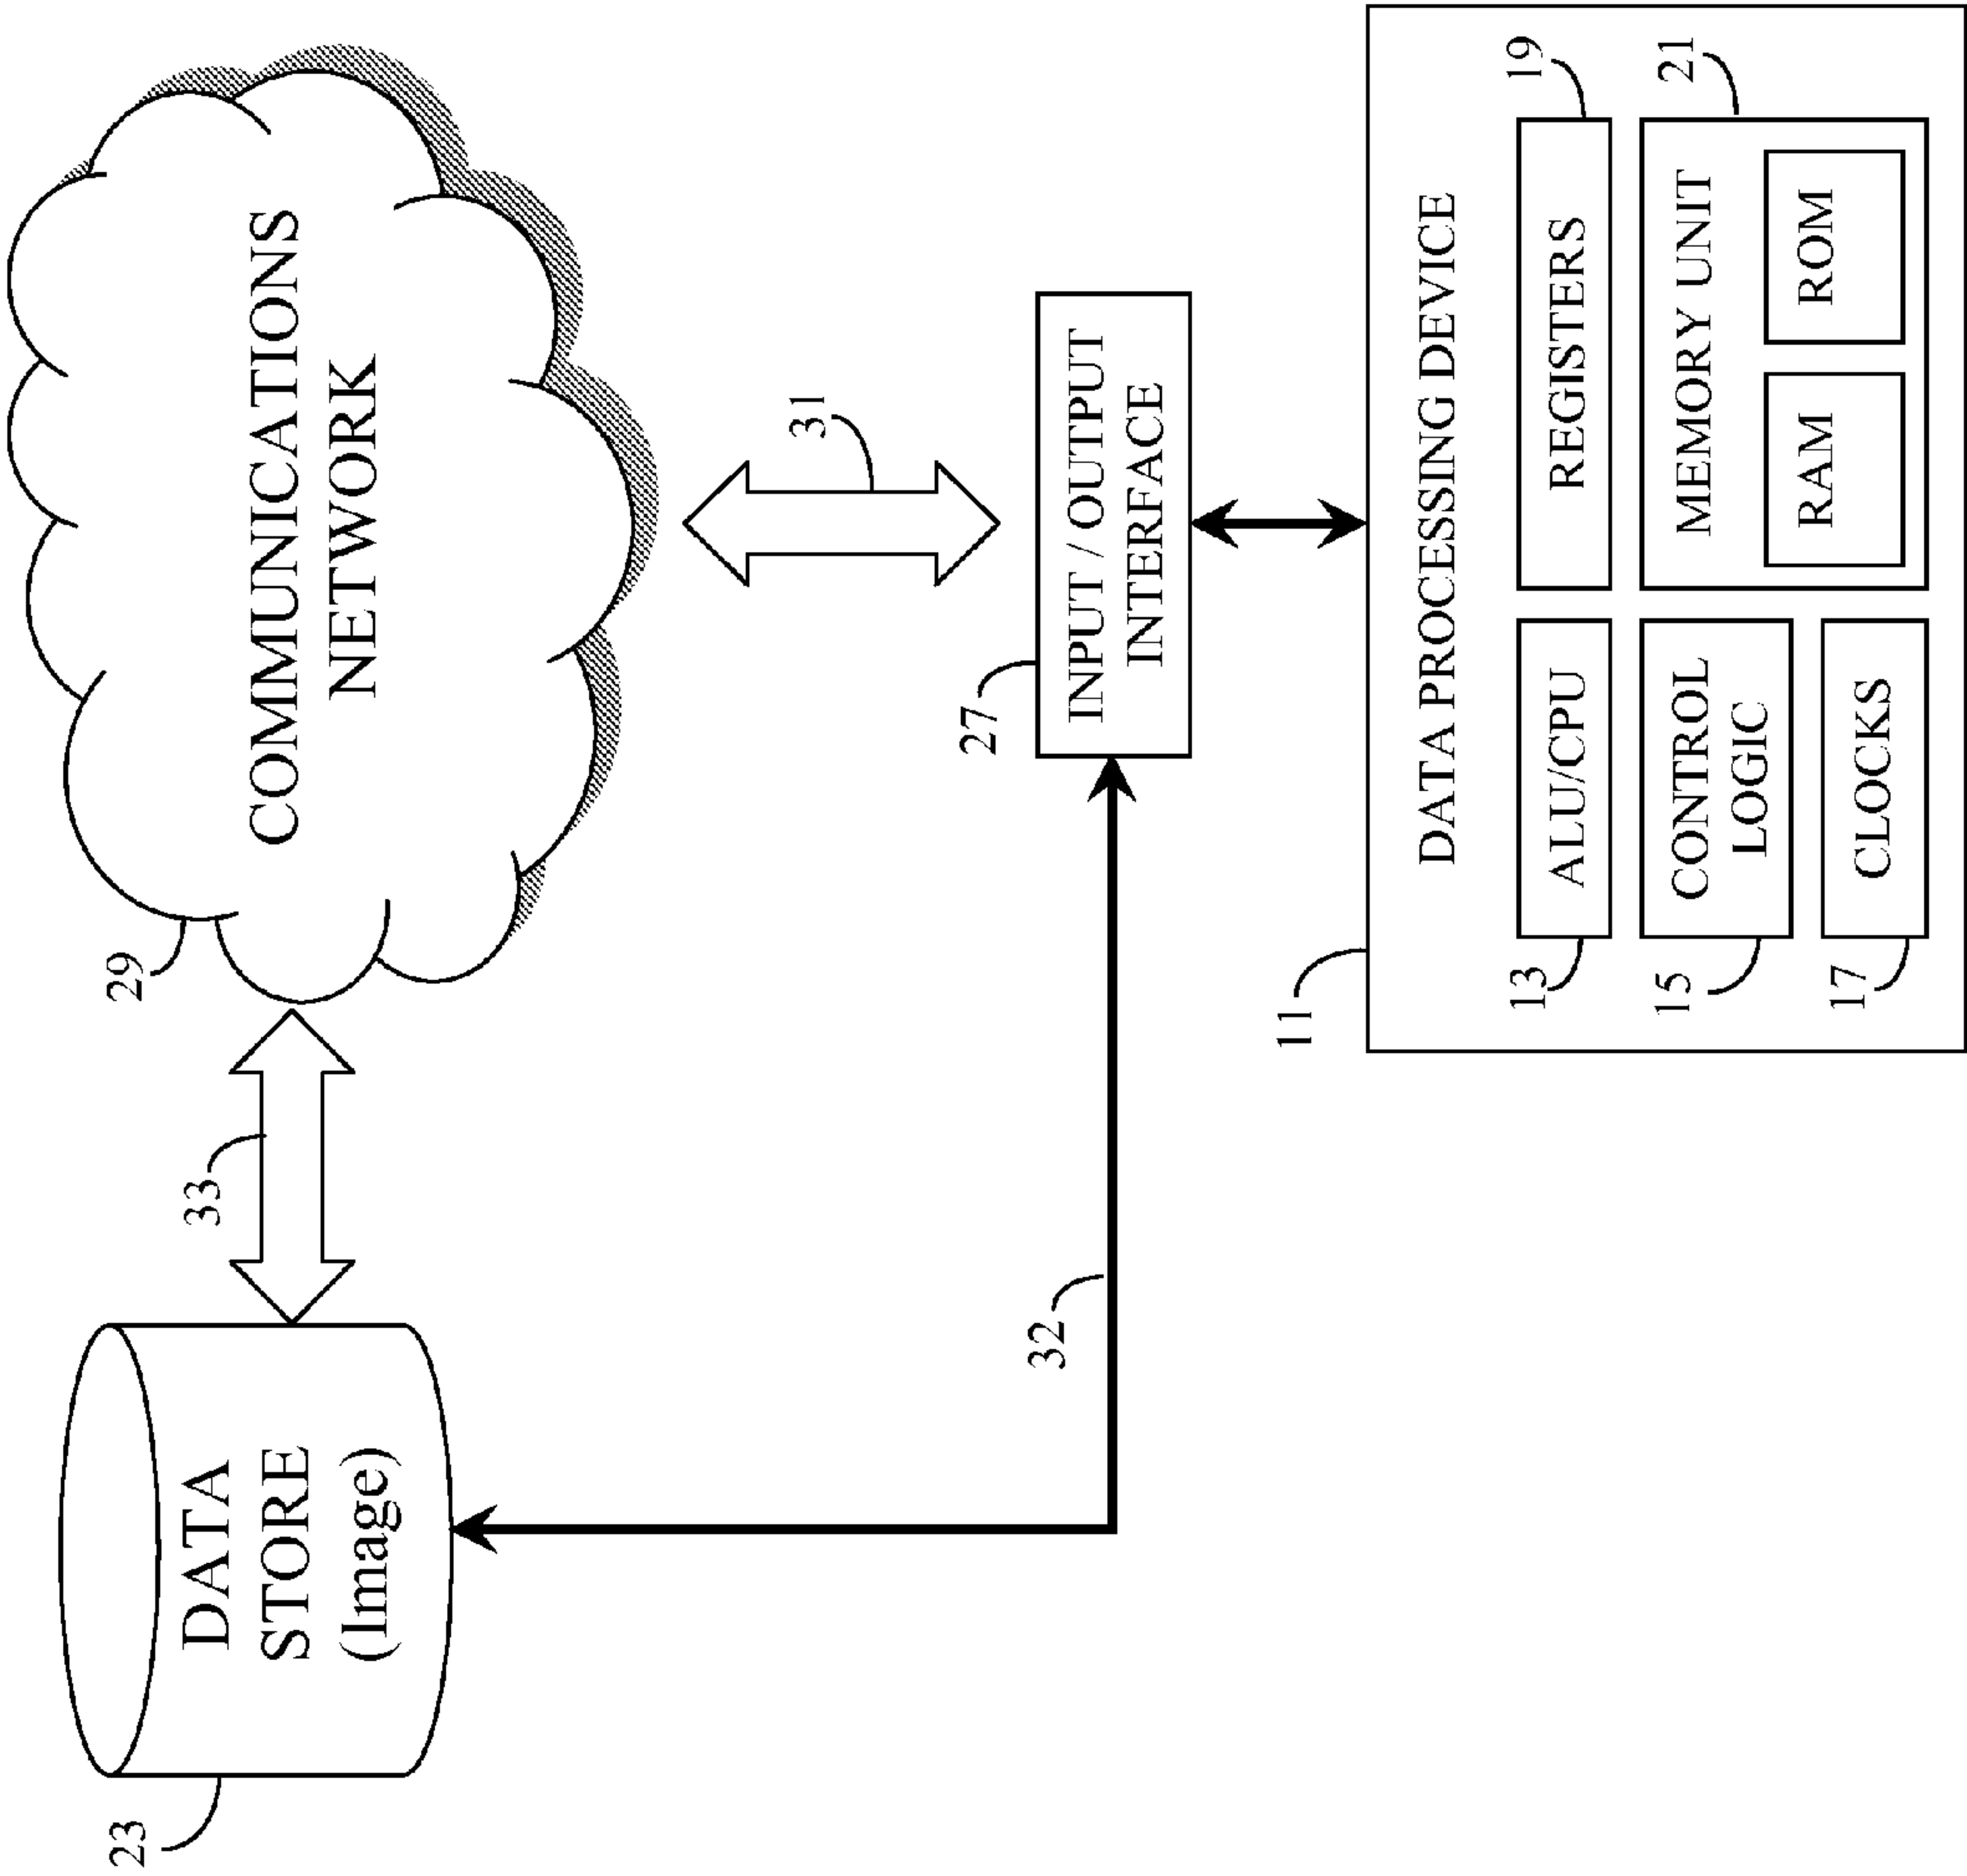 23
DATA
STORE
(Image)
33
29
COMMUNICATIONS
NETWORK
31
32
27
INPUT / OUTPUT
INTERFACE
11
DATA PROCESSING DEVICE
13
ALU/CPU
REGISTERS
19
15
CONTROL
LOGIC
MEMORY UNIT
21
17
CLOCKS
RAM
ROM